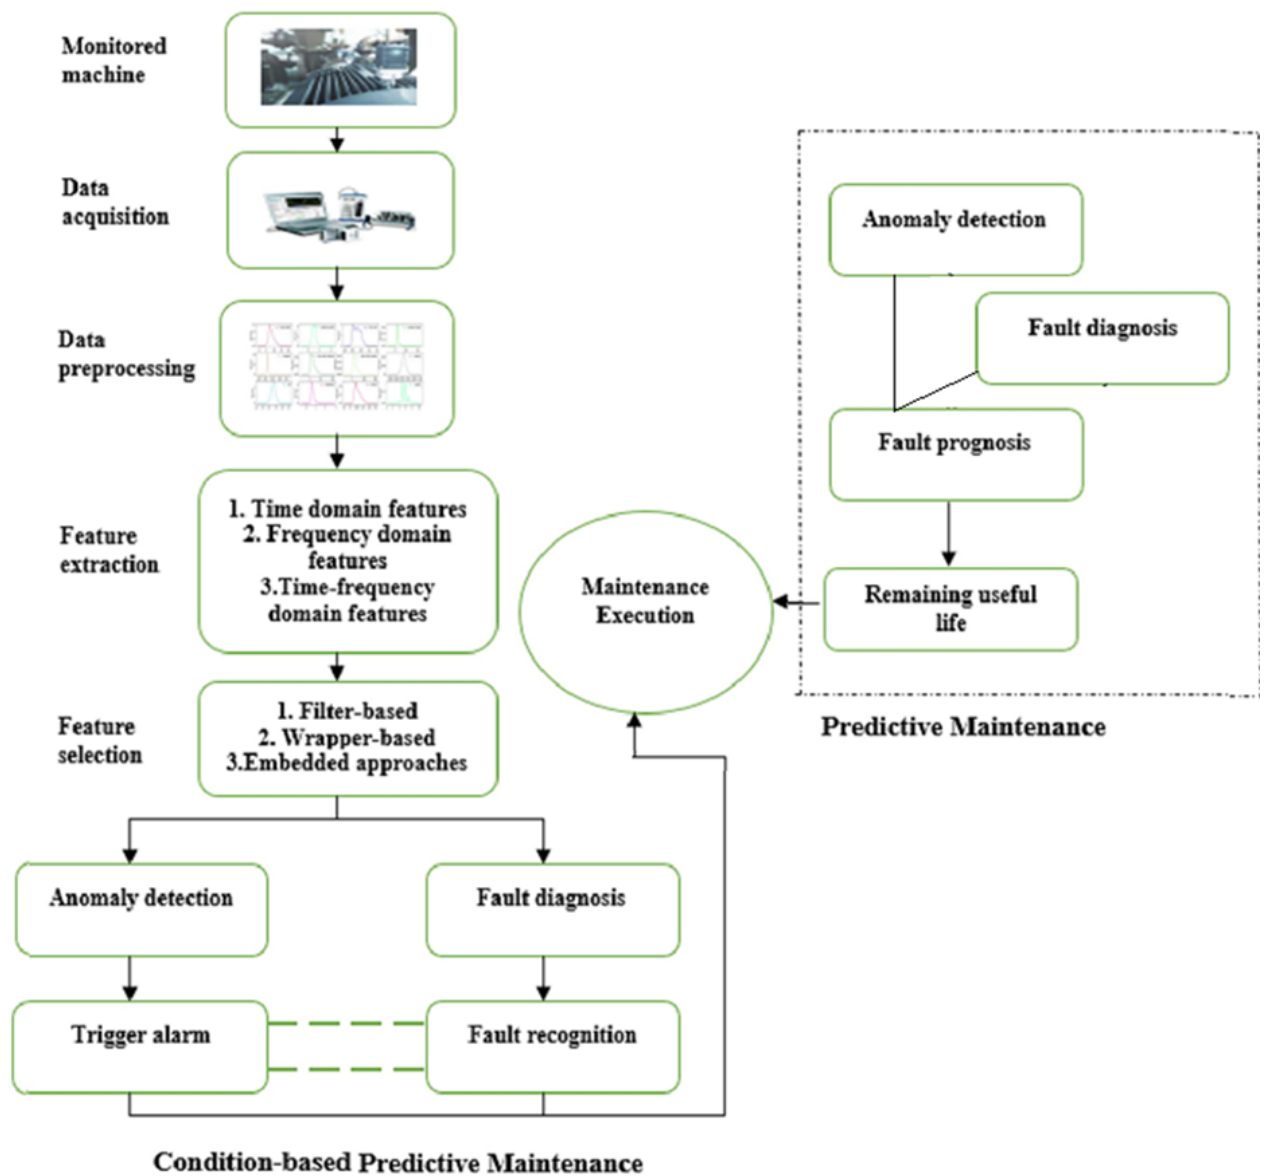 Monitored
machine
Data
acquisition
Data
preprocessing
Feature
extraction
1. Time domain features
2. Frequency domain
features
3.Time-frequency
domain features
Feature
selection
1. Filter-based
2. Wrapper-based
3.Embedded approaches
Anomaly detection
Fault diagnosis
Trigger alarm
Fault recognition
Condition-based Predictive Maintenance
Maintenance
Execution
Anomaly detection
Fault diagnosis
Fault prognosis
Remaining useful
life
Predictive Maintenance